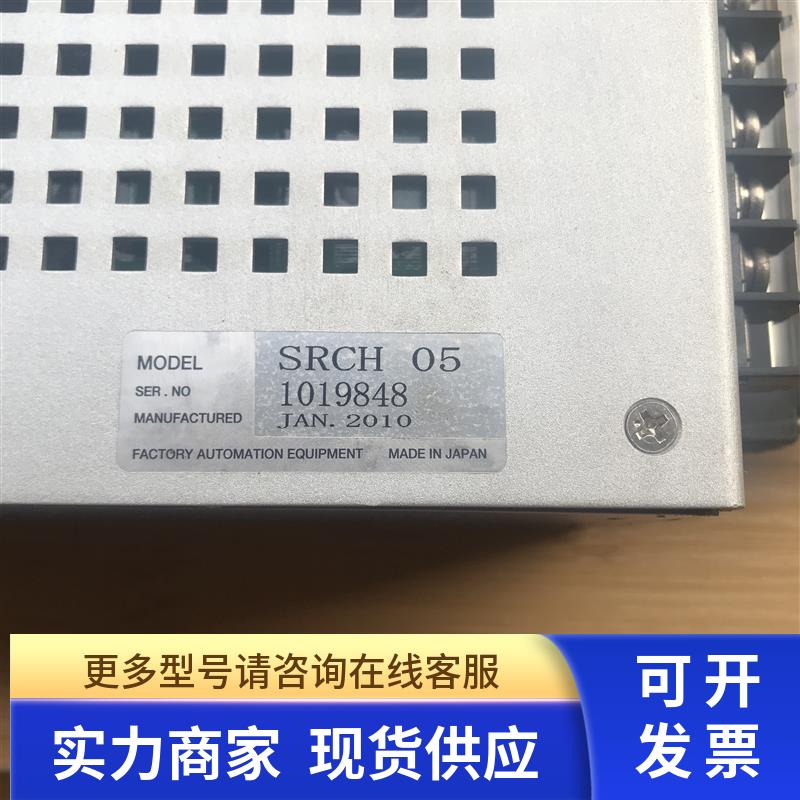 MODEL SRCH 05
SER. NO 1019848
MANUFACTURED JAN. 2010
FACTORY AUTOMATION EQUIPMENT MADE IN JAPAN
更多型号请咨询在线客服
实力商家 现货供应
可开
发票